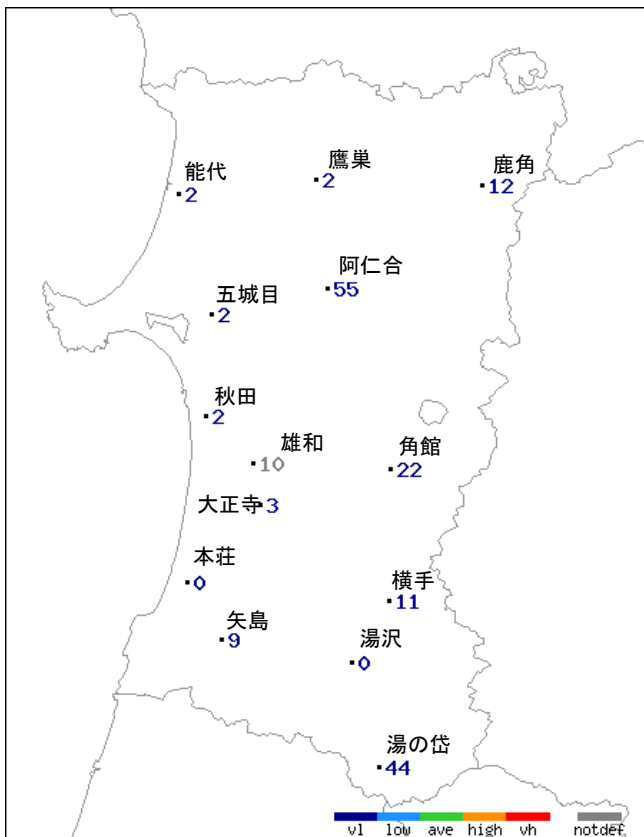 能代
2
鷹巣
2
鹿角
12
阿仁合
55
五城目
2
秋田
2
雄和
10
角館
22
大正寺
3
本荘
0
横手
11
矢島
9
湯沢
0
湯の岱
44
vl low ave high vh notdef